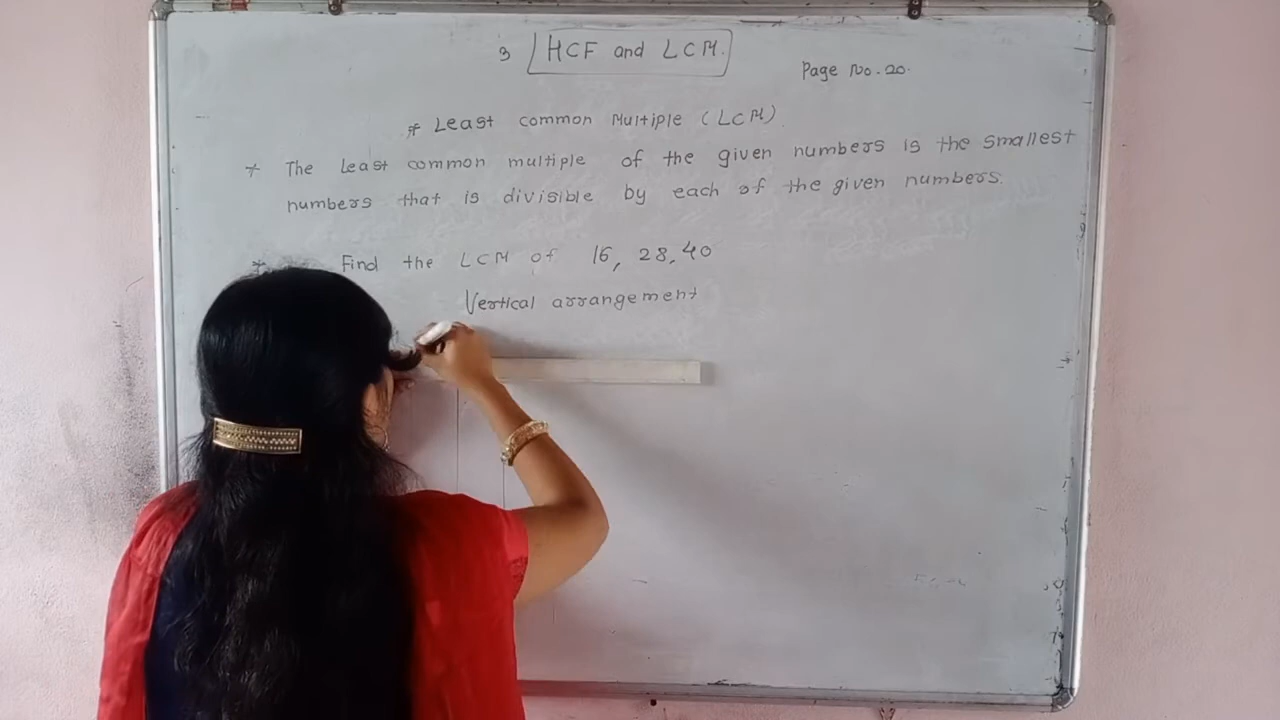 3 HCF and LCM.
Page No. 20.
* Least common Multiple (LCM)
* The Least common multiple of the given numbers is the smallest
numbers that is divisible by each of the given numbers.
* Find the LCM of 16, 28, 40
Vertical arrangement